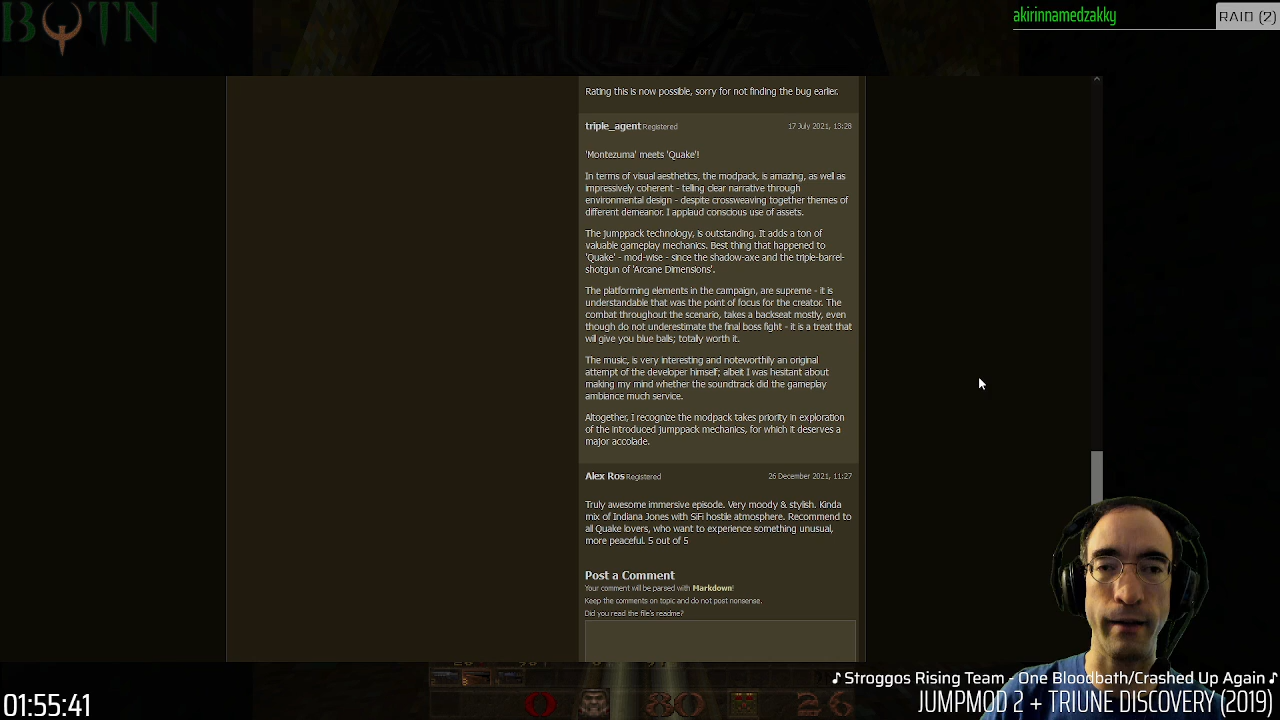 BQTN
akirinnamedzakky
RAID (2)
Rating this is now possible, sorry for not finding the bug earlier.
triple_agent Registered
17 July 2021, 13:28
'Montezuma' meets 'Quake'!
In terms of visual aesthetics, the modpack, is amazing, as well as
impressively coherent - telling clear narrative through
environmental design - despite crossweaving together themes of
different demeanor. I applaud conscious use of assets.
The jumppack technology, is outstanding. It adds a ton of
valuable gameplay mechanics. Best thing that happened to
'Quake' - mod-wise - since the shadow-axe and the triple-barrel-
shotgun of 'Arcane Dimensions'.
The platforming elements in the campaign, are supreme - it is
understandable that was the point of focus for the creator. The
combat throughout the scenario, takes a backseat mostly, even
though do not underestimate the final boss fight - it is a treat that
will give you blue balls; totally worth it.
The music, is very interesting and noteworthily an original
attempt of the developer himself; albeit I was hesitant about
making my mind whether the soundtrack did the gameplay
ambiance much service.
Altogether, I recognize the modpack takes priority in exploration
of the introduced jumppack mechanics, for which it deserves a
major accolade.
Alex Ros Registered
26 December 2021, 11:27
Truly awesome immersive episode. Very moody & stylish. Kinda
mix of Indiana Jones with SiFi hostile atmosphere. Recommend to
all Quake lovers, who want to experience something unusual,
more peaceful. 5 out of 5
Post a Comment
Your comment will be parsed with Markdown!
Keep the comments on topic and do not post nonsense.
Did you read the file's readme?
0 80 26
♪ Stroggos Rising Team - One Bloodbath/Crashed Up Again ♪
01:55:41
JUMPMOD 2 + TRIUNE DISCOVERY (2019)